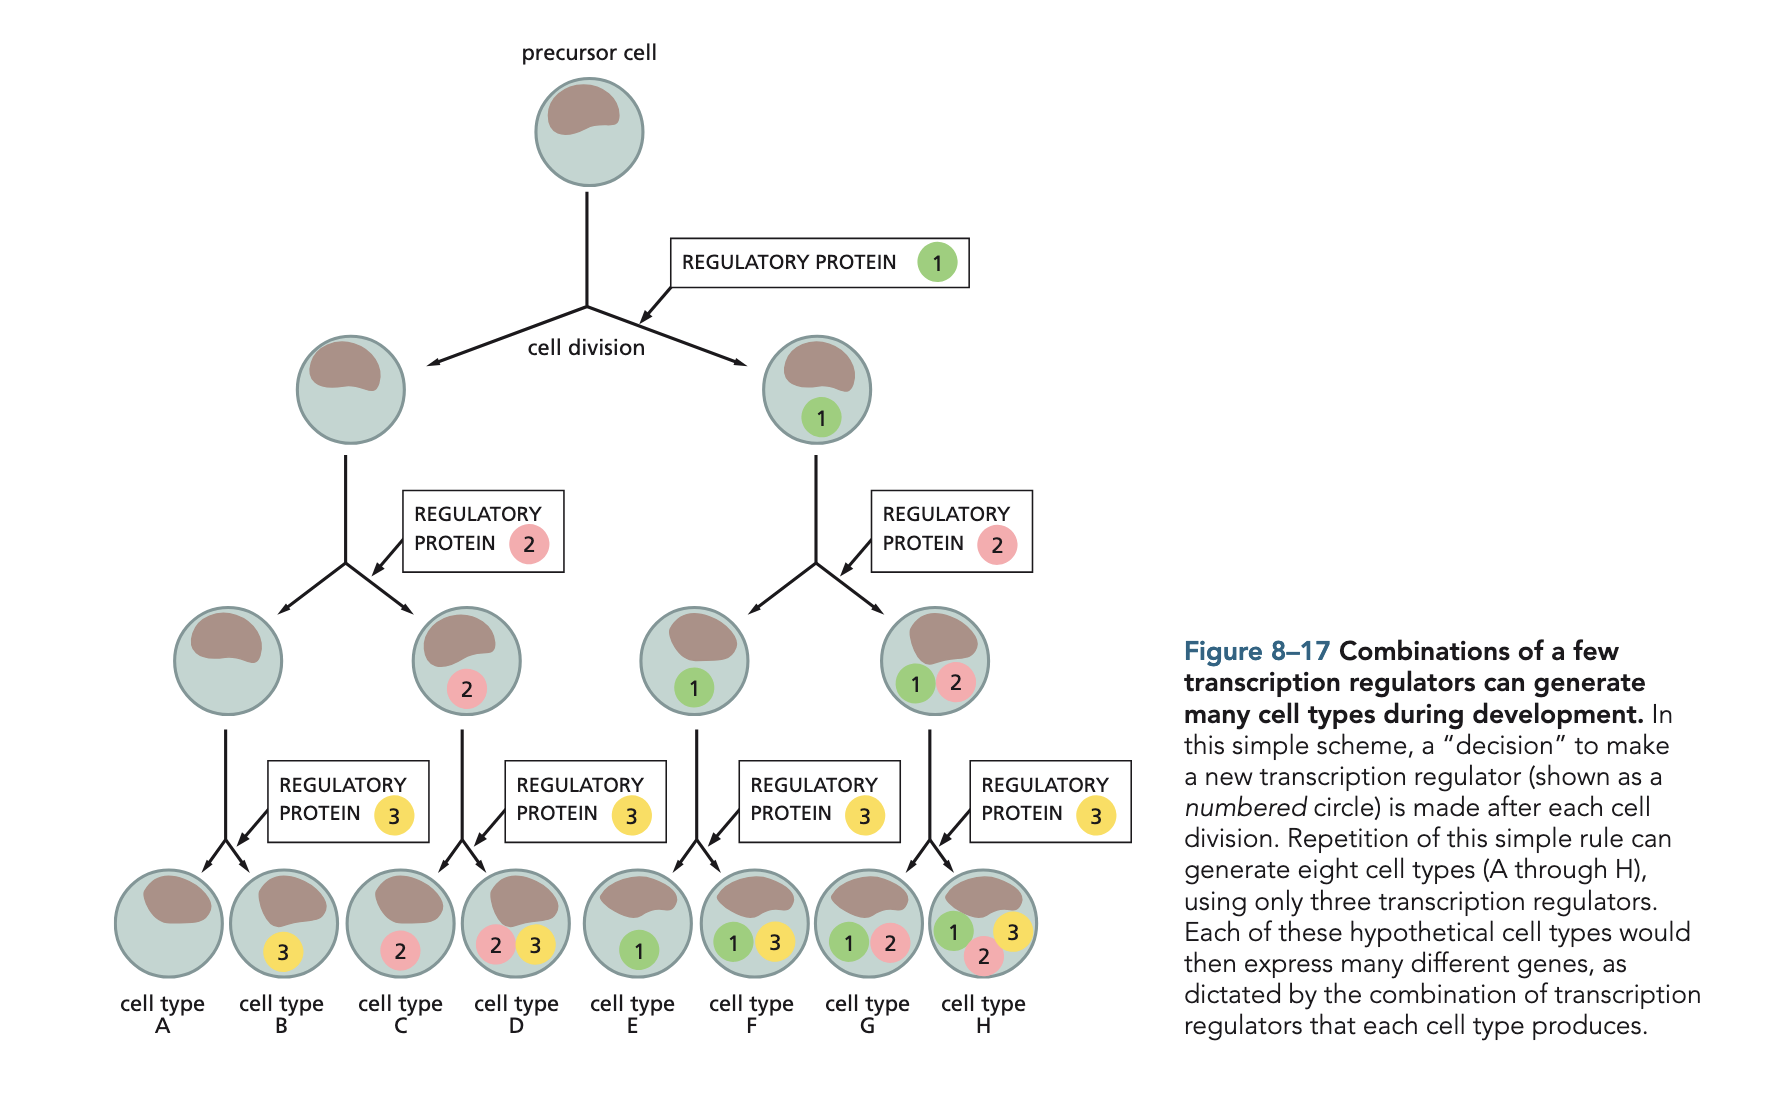 precursor cell
REGULATORY PROTEIN 1
cell division
1
REGULATORY
PROTEIN 2
REGULATORY
PROTEIN 2
2
1
1 2
REGULATORY
PROTEIN 3
REGULATORY
PROTEIN 3
REGULATORY
PROTEIN 3
REGULATORY
PROTEIN 3
3
2
2 3
1
1 3
1 2
1 2 3
cell type
A
cell type
B
cell type
C
cell type
D
cell type
E
cell type
F
cell type
G
cell type
H
Figure 8–17 Combinations of a few
transcription regulators can generate
many cell types during development. In
this simple scheme, a “decision” to make
a new transcription regulator (shown as a
numbered circle) is made after each cell
division. Repetition of this simple rule can
generate eight cell types (A through H),
using only three transcription regulators.
Each of these hypothetical cell types would
then express many different genes, as
dictated by the combination of transcription
regulators that each cell type produces.